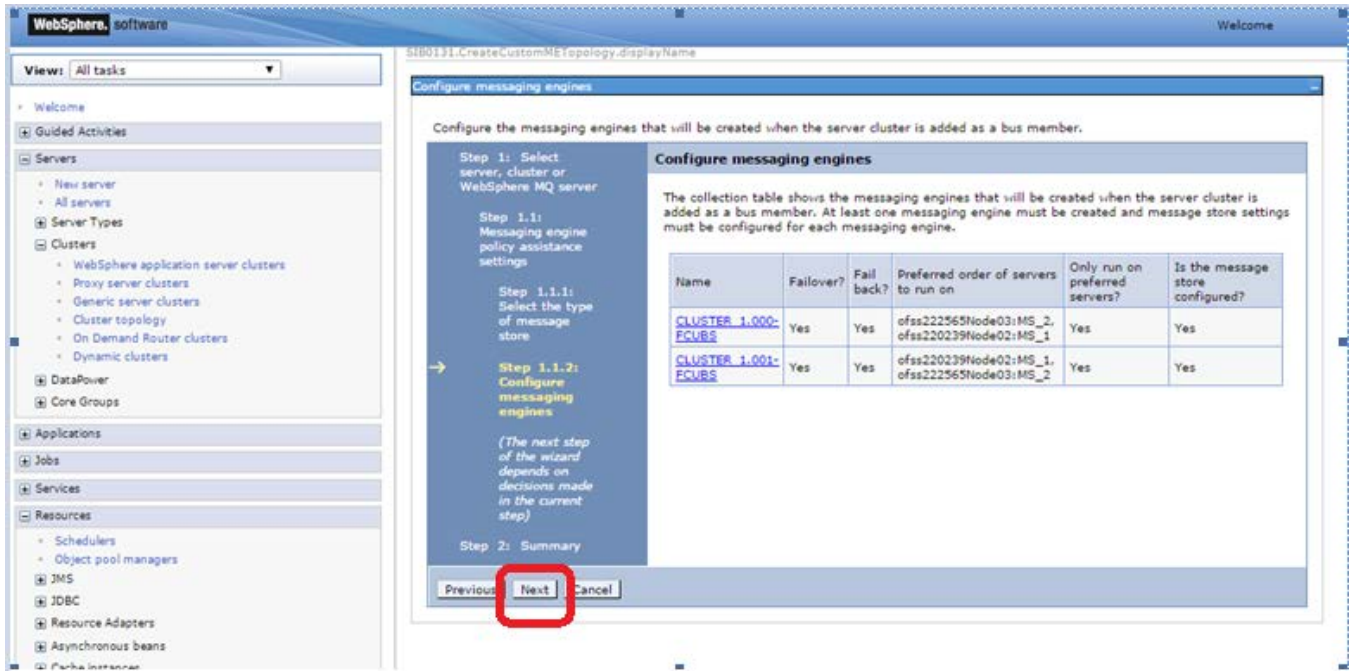 WebSphere. software
Welcome
View: All tasks
Welcome
Guided Activities
Servers
New server
All servers
Server Types
Clusters
WebSphere application server clusters
Proxy server clusters
Generic server clusters
Cluster topology
On Demand Router clusters
Dynamic clusters
DataPower
Core Groups
Applications
Jobs
Services
Resources
Schedulers
Object pool managers
JMS
JDBC
Resource Adapters
Asynchronous beans
Cache instances
SIB0131.CreateCustomMETopology.displayName
Configure messaging engines
Configure the messaging engines that will be created when the server cluster is added as a bus member.
Step 1: Select
server, cluster or
WebSphere MQ server
Step 1.1:
Messaging engine
policy assistance
settings
Step 1.1.1:
Select the type
of message
store
Step 1.1.2:
Configure
messaging
engines
(The next step
of the wizard
depends on
decisions made
in the current
step)
Step 2: Summary
Configure messaging engines
The collection table shows the messaging engines that will be created when the server cluster is
added as a bus member. At least one messaging engine must be created and message store settings
must be configured for each messaging engine.
Name Failover? Fail back? Preferred order of servers to run on Only run on preferred servers? Is the message store configured?
CLUSTER_1.000-FCUBS Yes Yes ofss222565Node03:MS_2, ofss220239Node02:MS_1 Yes Yes
CLUSTER_1.001-FCUBS Yes Yes ofss220239Node02:MS_1, ofss222565Node03:MS_2 Yes Yes
Previous Next Cancel